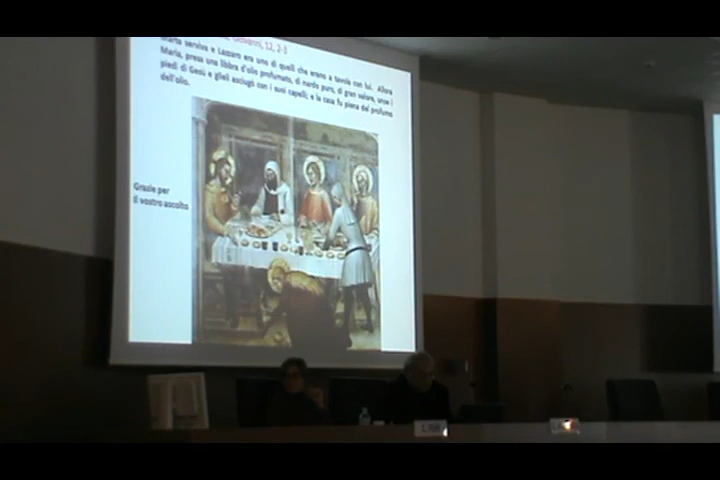 Giovanni, 12, 2-3
Marta serviva e Lazzaro era uno di quelli che erano a tavola con lui. Allora
Maria, presa una libbra d'olio profumato, di nardo puro, di gran valore, unse i
piedi di Gesù e glieli asciugò con i suoi capelli; e la casa fu piena del profumo
dell'olio.
Grazie per
il vostro ascolto